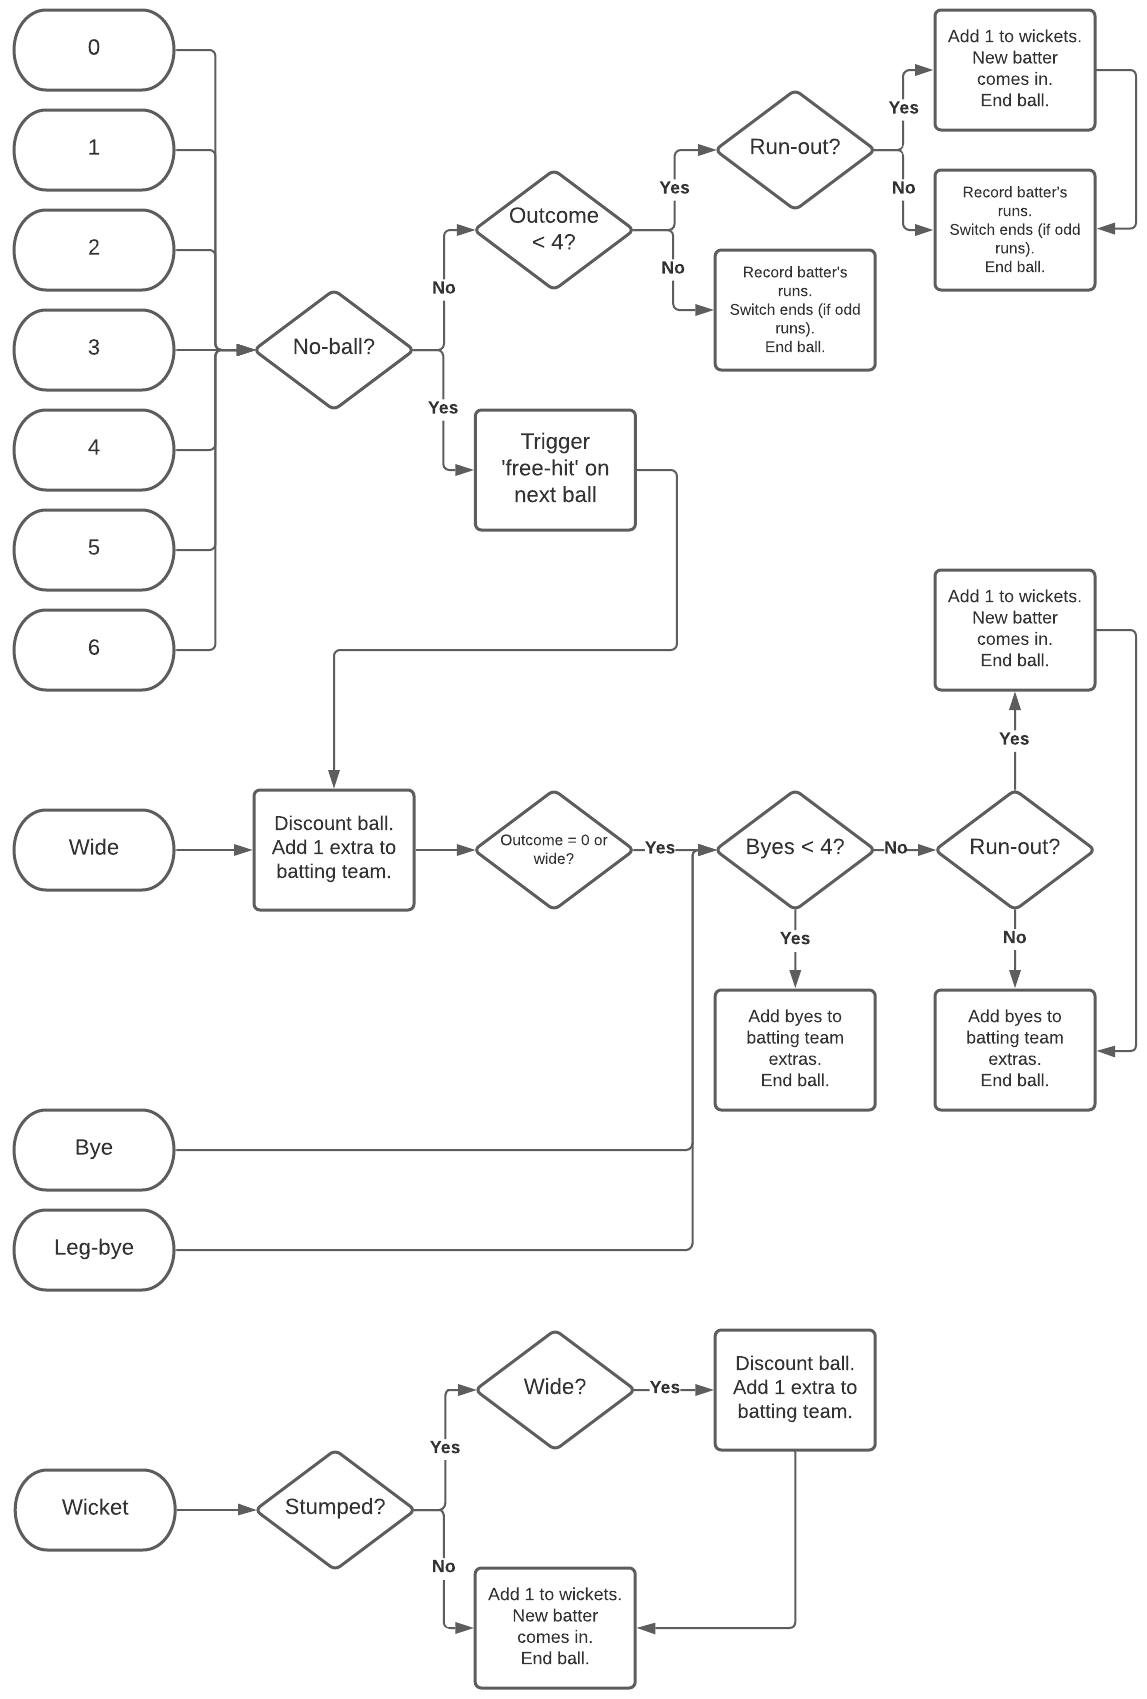 0
1
2
3
4
5
6
No-ball?
No
Yes
Outcome
< 4?
Yes
No
Run-out?
Yes
No
Add 1 to wickets.
New batter
comes in.
End ball.
Record batter's
runs.
Switch ends (if odd
runs).
End ball.
Record batter's
runs.
Switch ends (if odd
runs).
End ball.
Trigger
'free-hit' on
next ball
Wide
Discount ball.
Add 1 extra to
batting team.
Outcome = 0 or
wide?
Yes
Byes < 4?
No
Run-out?
Yes
Add 1 to wickets.
New batter
comes in.
End ball.
Yes
No
Add byes to
batting team
extras.
End ball.
Add byes to
batting team
extras.
End ball.
Bye
Leg-bye
Wicket
Stumped?
Yes
No
Wide?
Yes
Discount ball.
Add 1 extra to
batting team.
Add 1 to wickets.
New batter
comes in.
End ball.